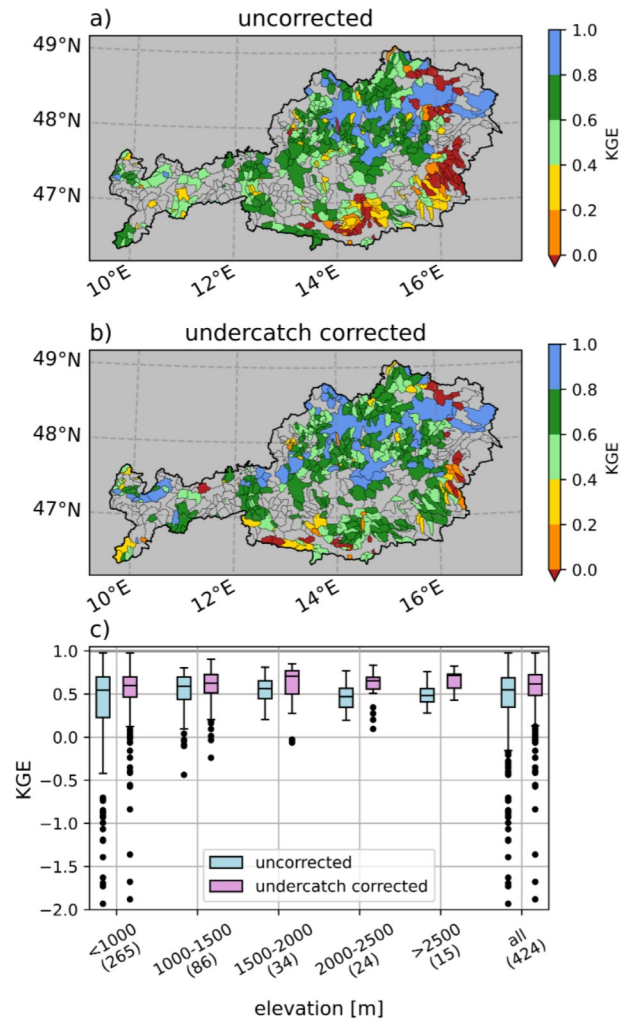 a)
uncorrected
49°N
48°N
47°N
10°E
12°E
14°E
16°E
1.0
0.8
0.6
0.4
0.2
0.0
KGE
b)
undercatch corrected
49°N
48°N
47°N
10°E
12°E
14°E
16°E
1.0
0.8
0.6
0.4
0.2
0.0
KGE
c)
1.0
0.5
0.0
−0.5
−1.0
−1.5
−2.0
KGE
uncorrected
undercatch corrected
<1000
(265)
1000-1500
(86)
1500-2000
(34)
2000-2500
(24)
>2500
(15)
all
(424)
elevation [m]